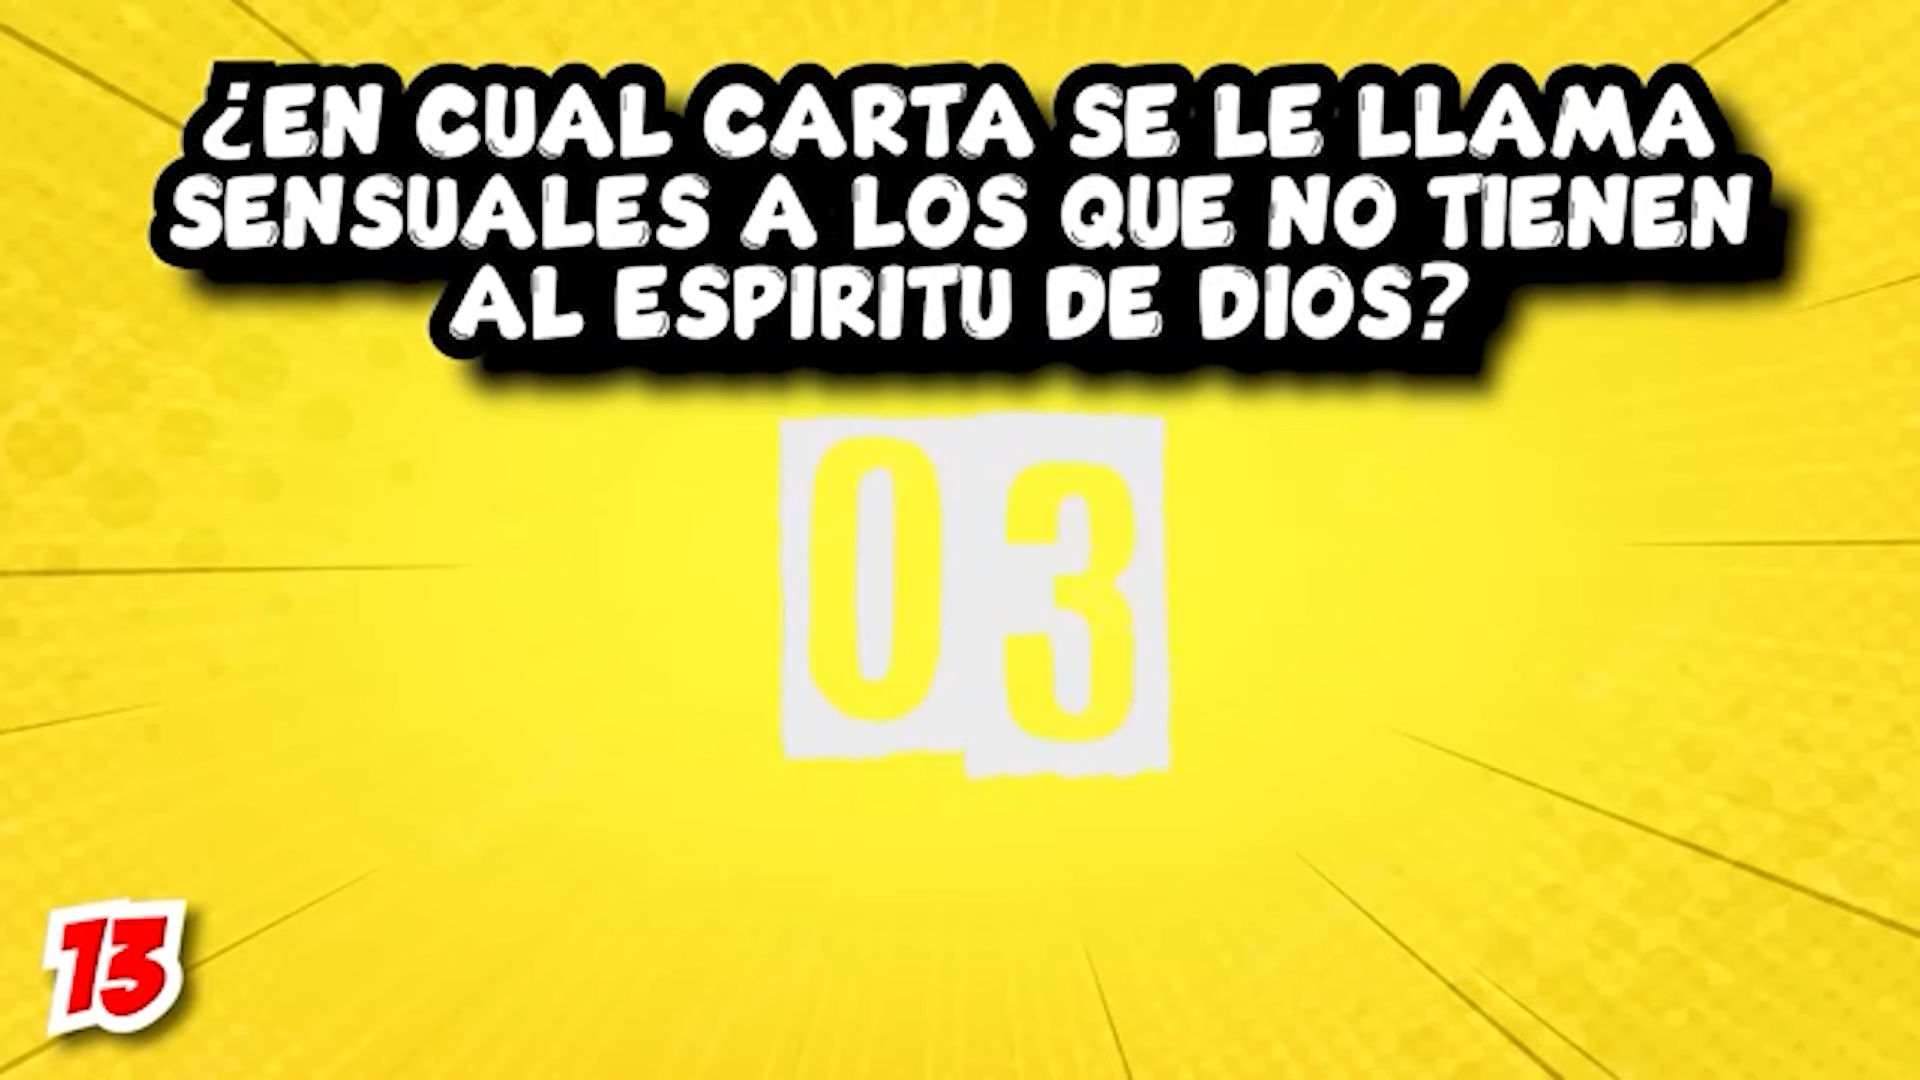 ¿EN CUAL CARTA SE LE LLAMA
SENSUALES A LOS QUE NO TIENEN
AL ESPIRITU DE DIOS?
03
13